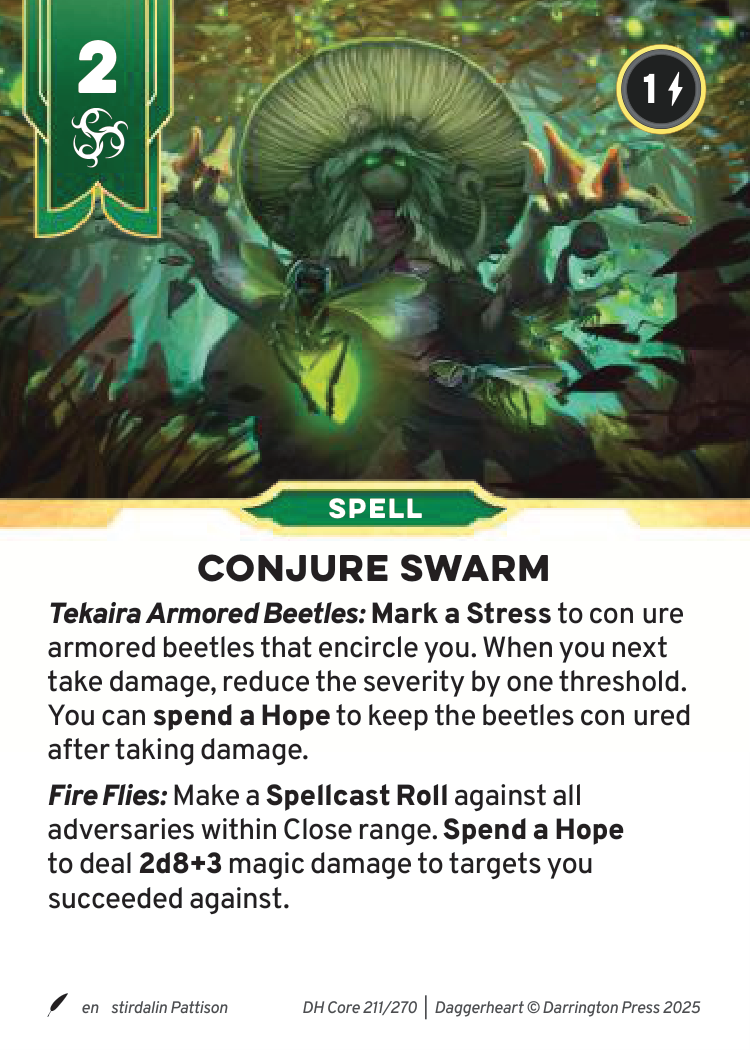 2
1
SPELL
CONJURE SWARM
Tekaira Armored Beetles: Mark a Stress to con ure
armored beetles that encircle you. When you next
take damage, reduce the severity by one threshold.
You can spend a Hope to keep the beetles con ured
after taking damage.
Fire Flies: Make a Spellcast Roll against all
adversaries within Close range. Spend a Hope
to deal 2d8+3 magic damage to targets you
succeeded against.
en stirdalin Pattison DH Core 211/270 | Daggerheart © Darrington Press 2025